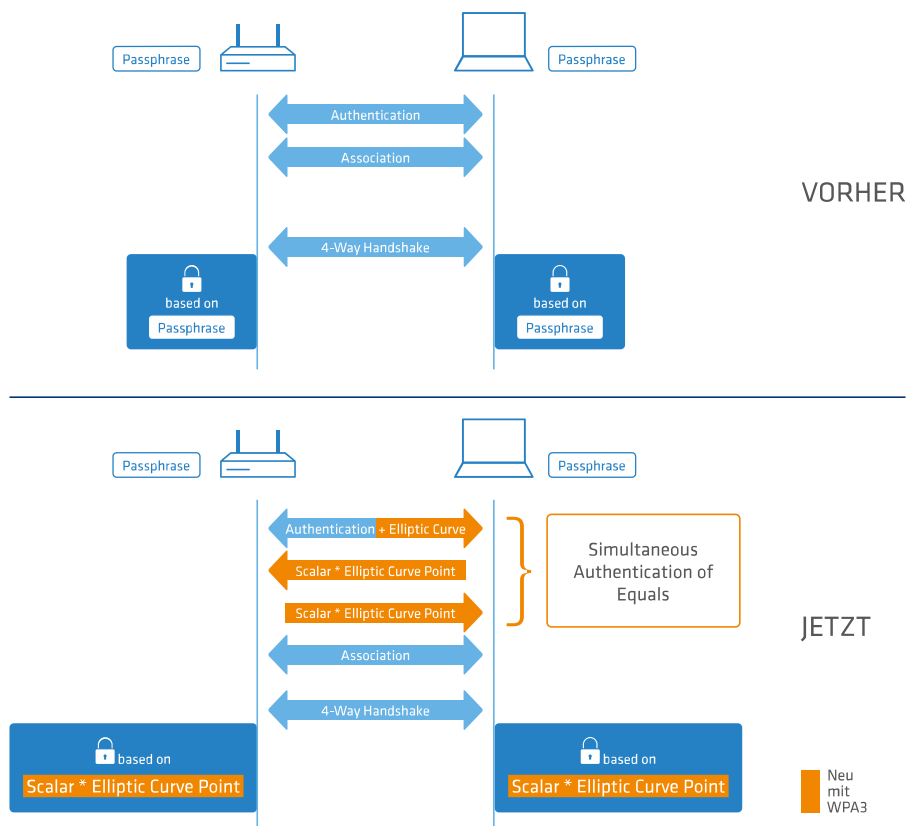 Passphrase
Passphrase
Authentication
Association
VORHER
4-Way Handshake
based on
Passphrase
based on
Passphrase
Passphrase
Passphrase
Authentication + Elliptic Curve
Scalar * Elliptic Curve Point
Scalar * Elliptic Curve Point
Simultaneous
Authentication of
Equals
JETZT
Association
4-Way Handshake
based on
Scalar * Elliptic Curve Point
based on
Scalar * Elliptic Curve Point
Neu
mit
WPA3